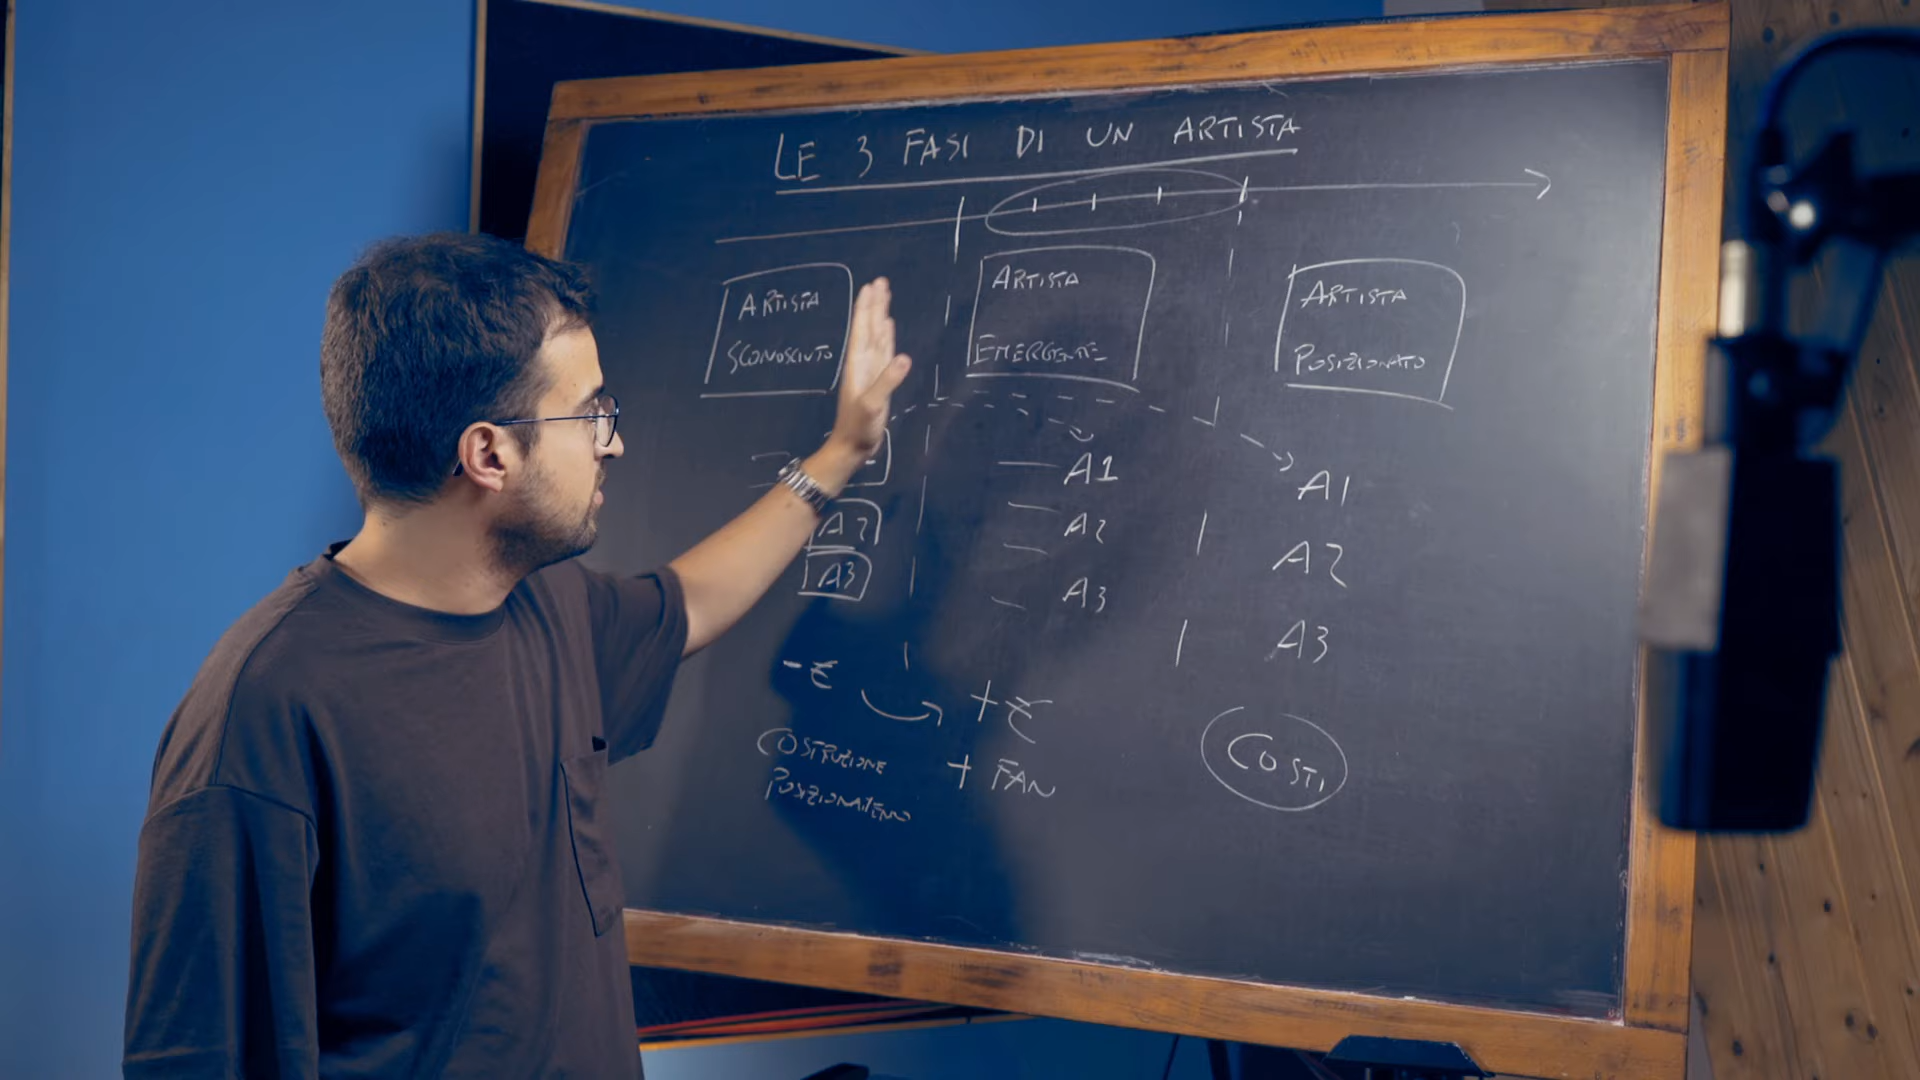 LE 3 FASI DI UN ARTISTA
ARTISTA
SCONOSCIUTO
ARTISTA
EMERGENTE
ARTISTA
POSIZIONATO
A2
A3
A1
A2
A3
A1
A2
A3
-€
+€
COSTRUZIONE
+ FAN
COSTI